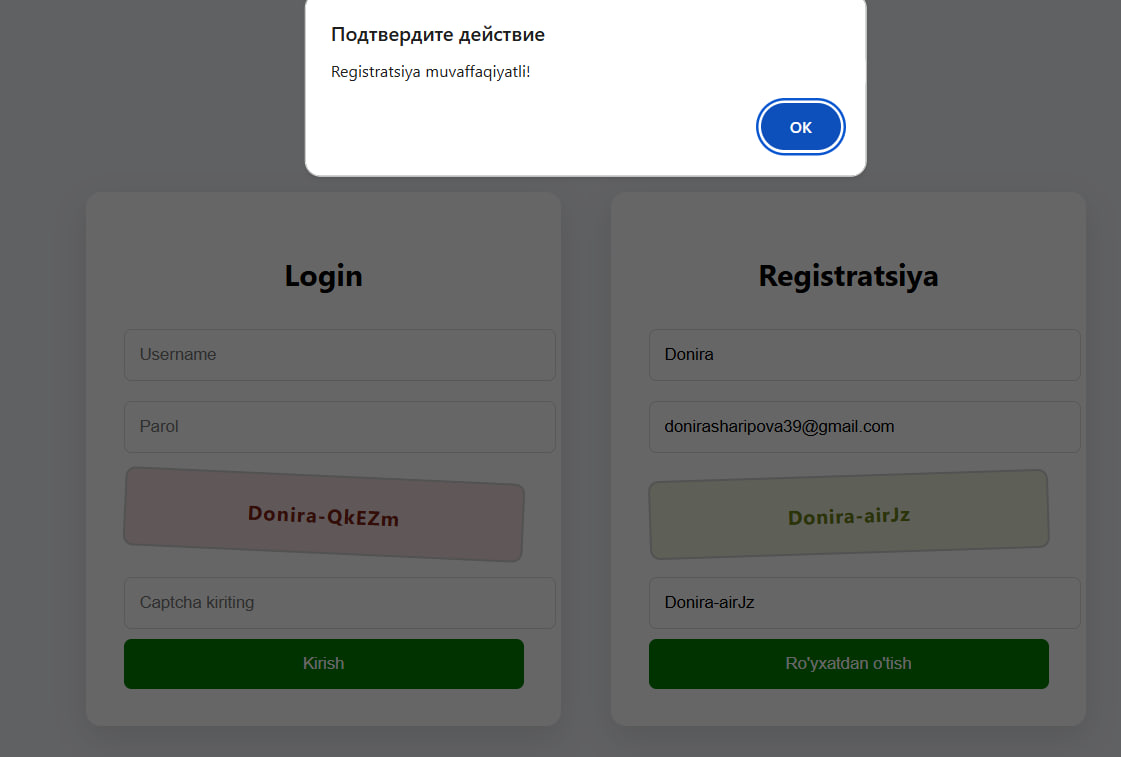 Подтвердите действие
Registratsiya muvaffaqiyatli!
OK
Login
Username
Parol
Donira-QkEZm
Captcha kiriting
Kirish
Registratsiya
Donira
donirasharipova39@gmail.com
Donira-airJz
Donira-airJz
Ro'yxatdan o'tish